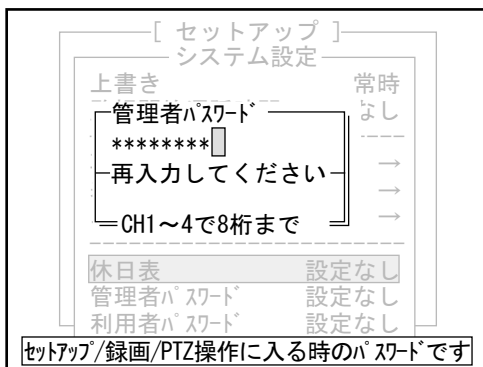 [ セットアップ ]
システム設定
上書き 常時
なし
管理者ﾊﾟｽﾜｰﾄﾞ
********
→
再入力してください
→
→
CH1～4で8桁まで
休日表 設定なし
管理者ﾊﾟｽﾜｰﾄﾞ 設定なし
利用者ﾊﾟｽﾜｰﾄﾞ 設定なし
ｾｯﾄｱｯﾌﾟ/録画/PTZ操作に入る時のﾊﾟｽﾜｰﾄﾞです